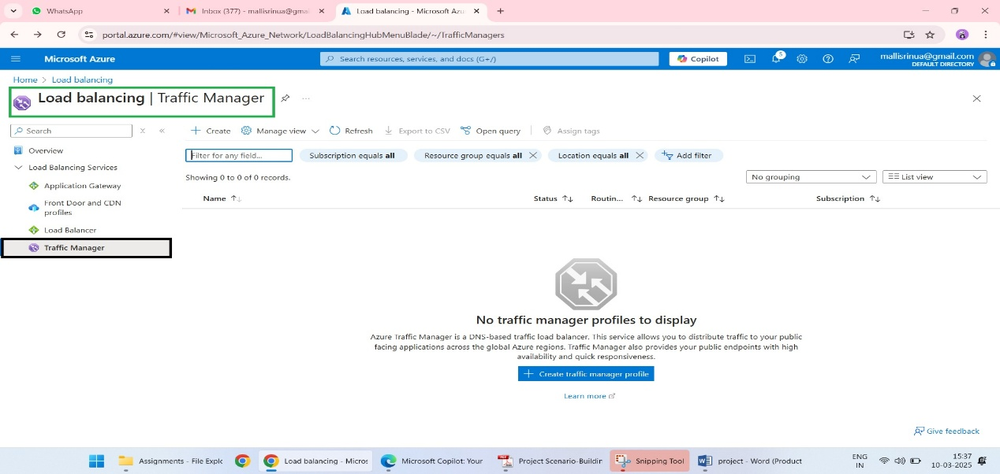 WhatsApp
Inbox (377) - mallisrinua@gmai
Load balancing - Microsoft Azu
portal.azure.com/#view/Microsoft_Azure_Network/LoadBalancingHubMenuBlade/~/TrafficManagers
Microsoft Azure
Search resources, services, and docs (G+/)
Copilot
5
mallisrinua@gmail.com
DEFAULT DIRECTORY
Home > Load balancing
Load balancing | Traffic Manager
Search
Create
Manage view
Refresh
Export to CSV
Open query
Assign tags
Overview
Load Balancing Services
Application Gateway
Front Door and CDN
profiles
Load Balancer
Traffic Manager
Filter for any field...
Subscription equals all
Resource group equals all
Location equals all
Add filter
Showing 0 to 0 of 0 records.
No grouping
List view
Name
Status
Routin...
Resource group
Subscription
No traffic manager profiles to display
Azure Traffic Manager is a DNS-based traffic load balancer. This service allows you to distribute traffic to your public
facing applications across the global Azure regions. Traffic Manager also provides your public endpoints with high
availability and quick responsiveness.
Create traffic manager profile
Learn more
Give feedback
Assignments - File Explo
Load balancing - Micros
Microsoft Copilot: Your
Project Scenario-Buildin
Snipping Tool
project - Word (Product
ENG
IN
15:37
10-03-2025